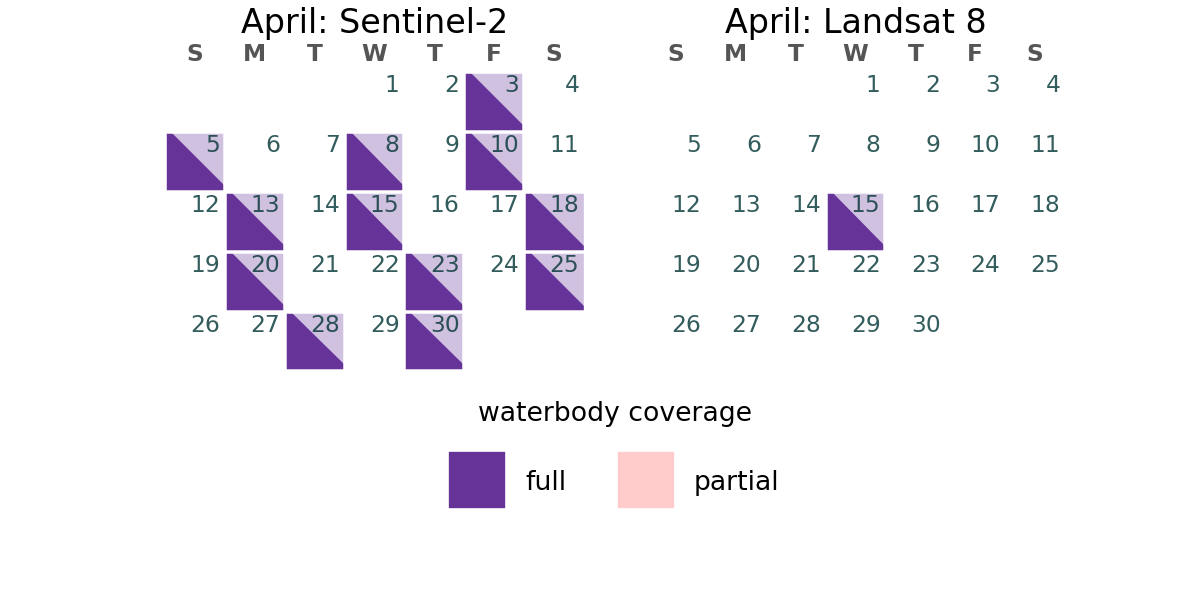 April: Sentinel-2
S M T W T F S
1 2 3 4
5 6 7 8 9 10 11
12 13 14 15 16 17 18
19 20 21 22 23 24 25
26 27 28 29 30
April: Landsat 8
S M T W T F S
1 2 3 4
5 6 7 8 9 10 11
12 13 14 15 16 17 18
19 20 21 22 23 24 25
26 27 28 29 30
waterbody coverage
full
partial